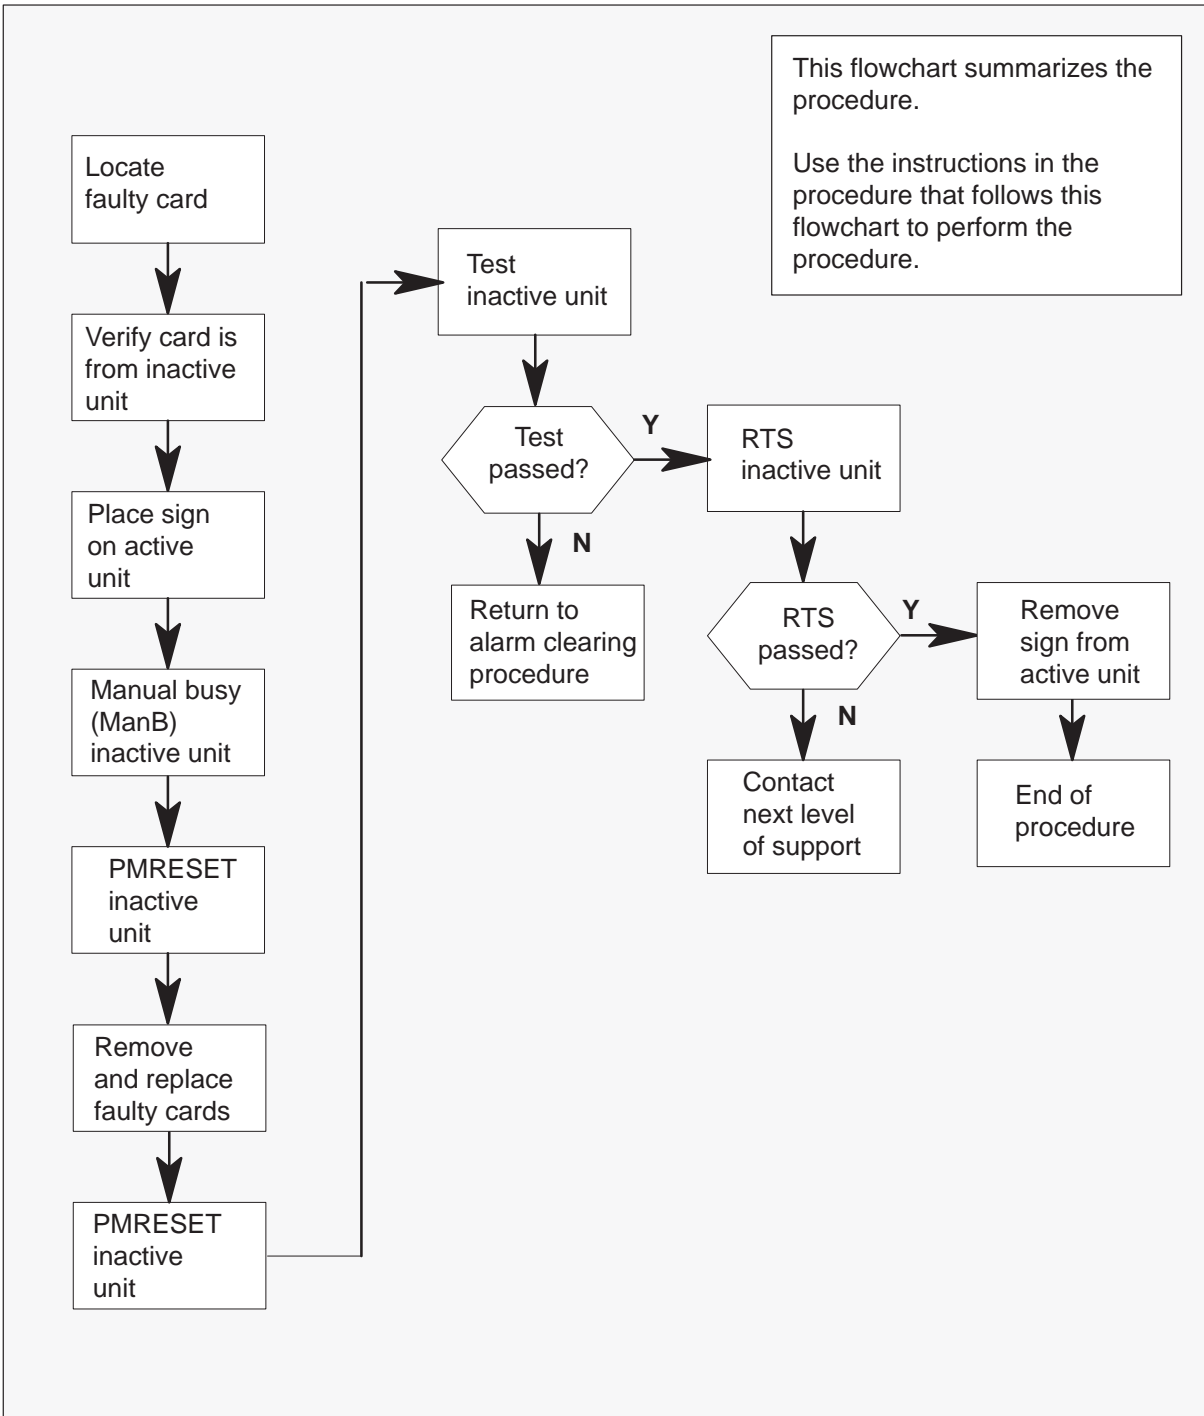 This flowchart summarizes the
procedure.
Use the instructions in the
procedure that follows this
flowchart to perform the
procedure.
Locate
faulty card
Verify card is
from inactive
unit
Place sign
on active
unit
Manual busy
(ManB)
inactive unit
PMRESET
inactive
unit
Remove
and replace
faulty cards
PMRESET
inactive
unit
Test
inactive unit
Test
passed?
Y
N
Return to
alarm clearing
procedure
RTS
inactive unit
RTS
passed?
Y
N
Contact
next level
of support
Remove
sign from
active unit
End of
procedure